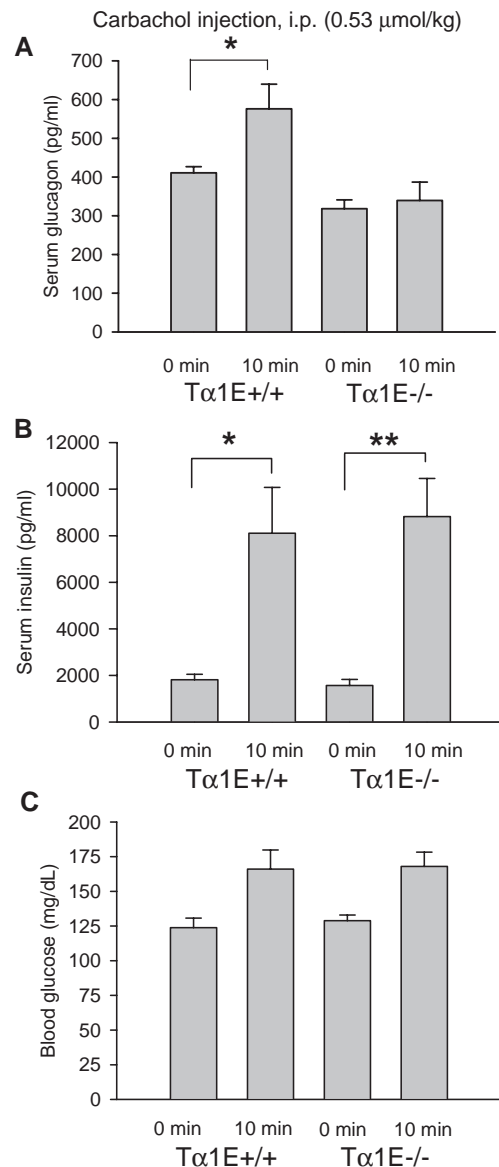 Carbachol injection, i.p. (0.53 μmol/kg)
A
*
Serum glucagon (pg/ml)
700
600
500
400
300
200
100
0
0 min 10 min 0 min 10 min
Tα1E+/+ Tα1E-/-
B
* **
Serum insulin (pg/ml)
12000
10000
8000
6000
4000
2000
0
0 min 10 min 0 min 10 min
Tα1E+/+ Tα1E-/-
C
Blood glucose (mg/dL)
200
175
150
125
100
75
50
25
0
0 min 10 min 0 min 10 min
Tα1E+/+ Tα1E-/-